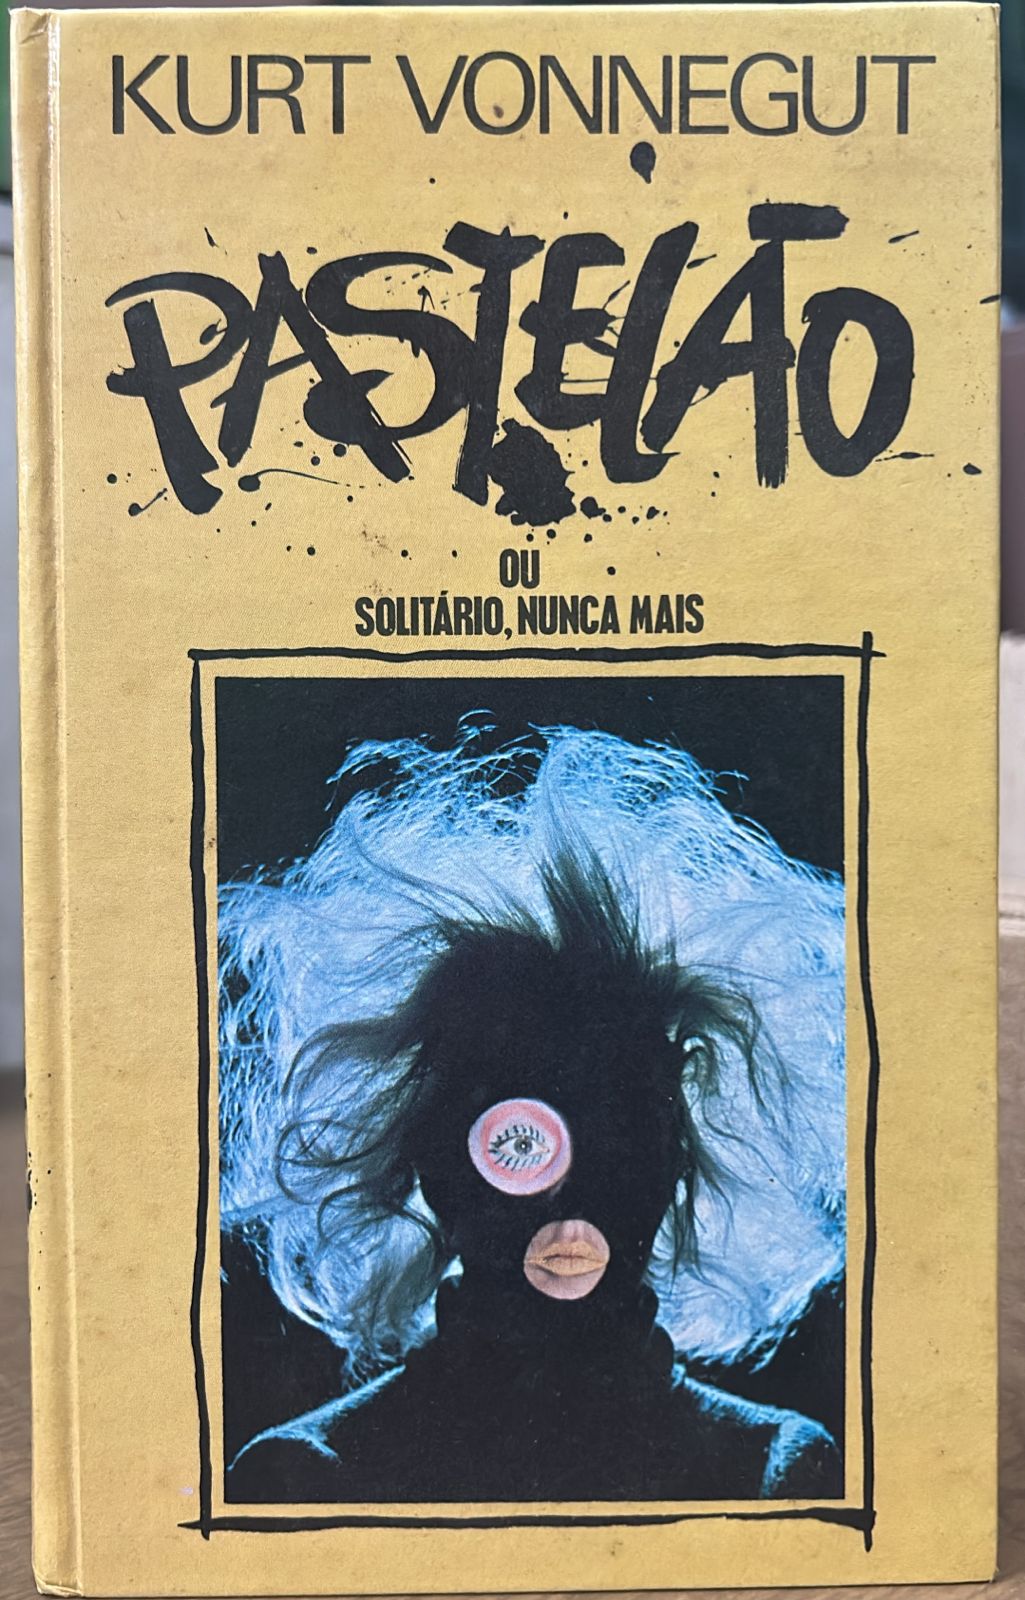 KURT VONNEGUT
PASTELÃO
OU
SOLITÁRIO, NUNCA MAIS